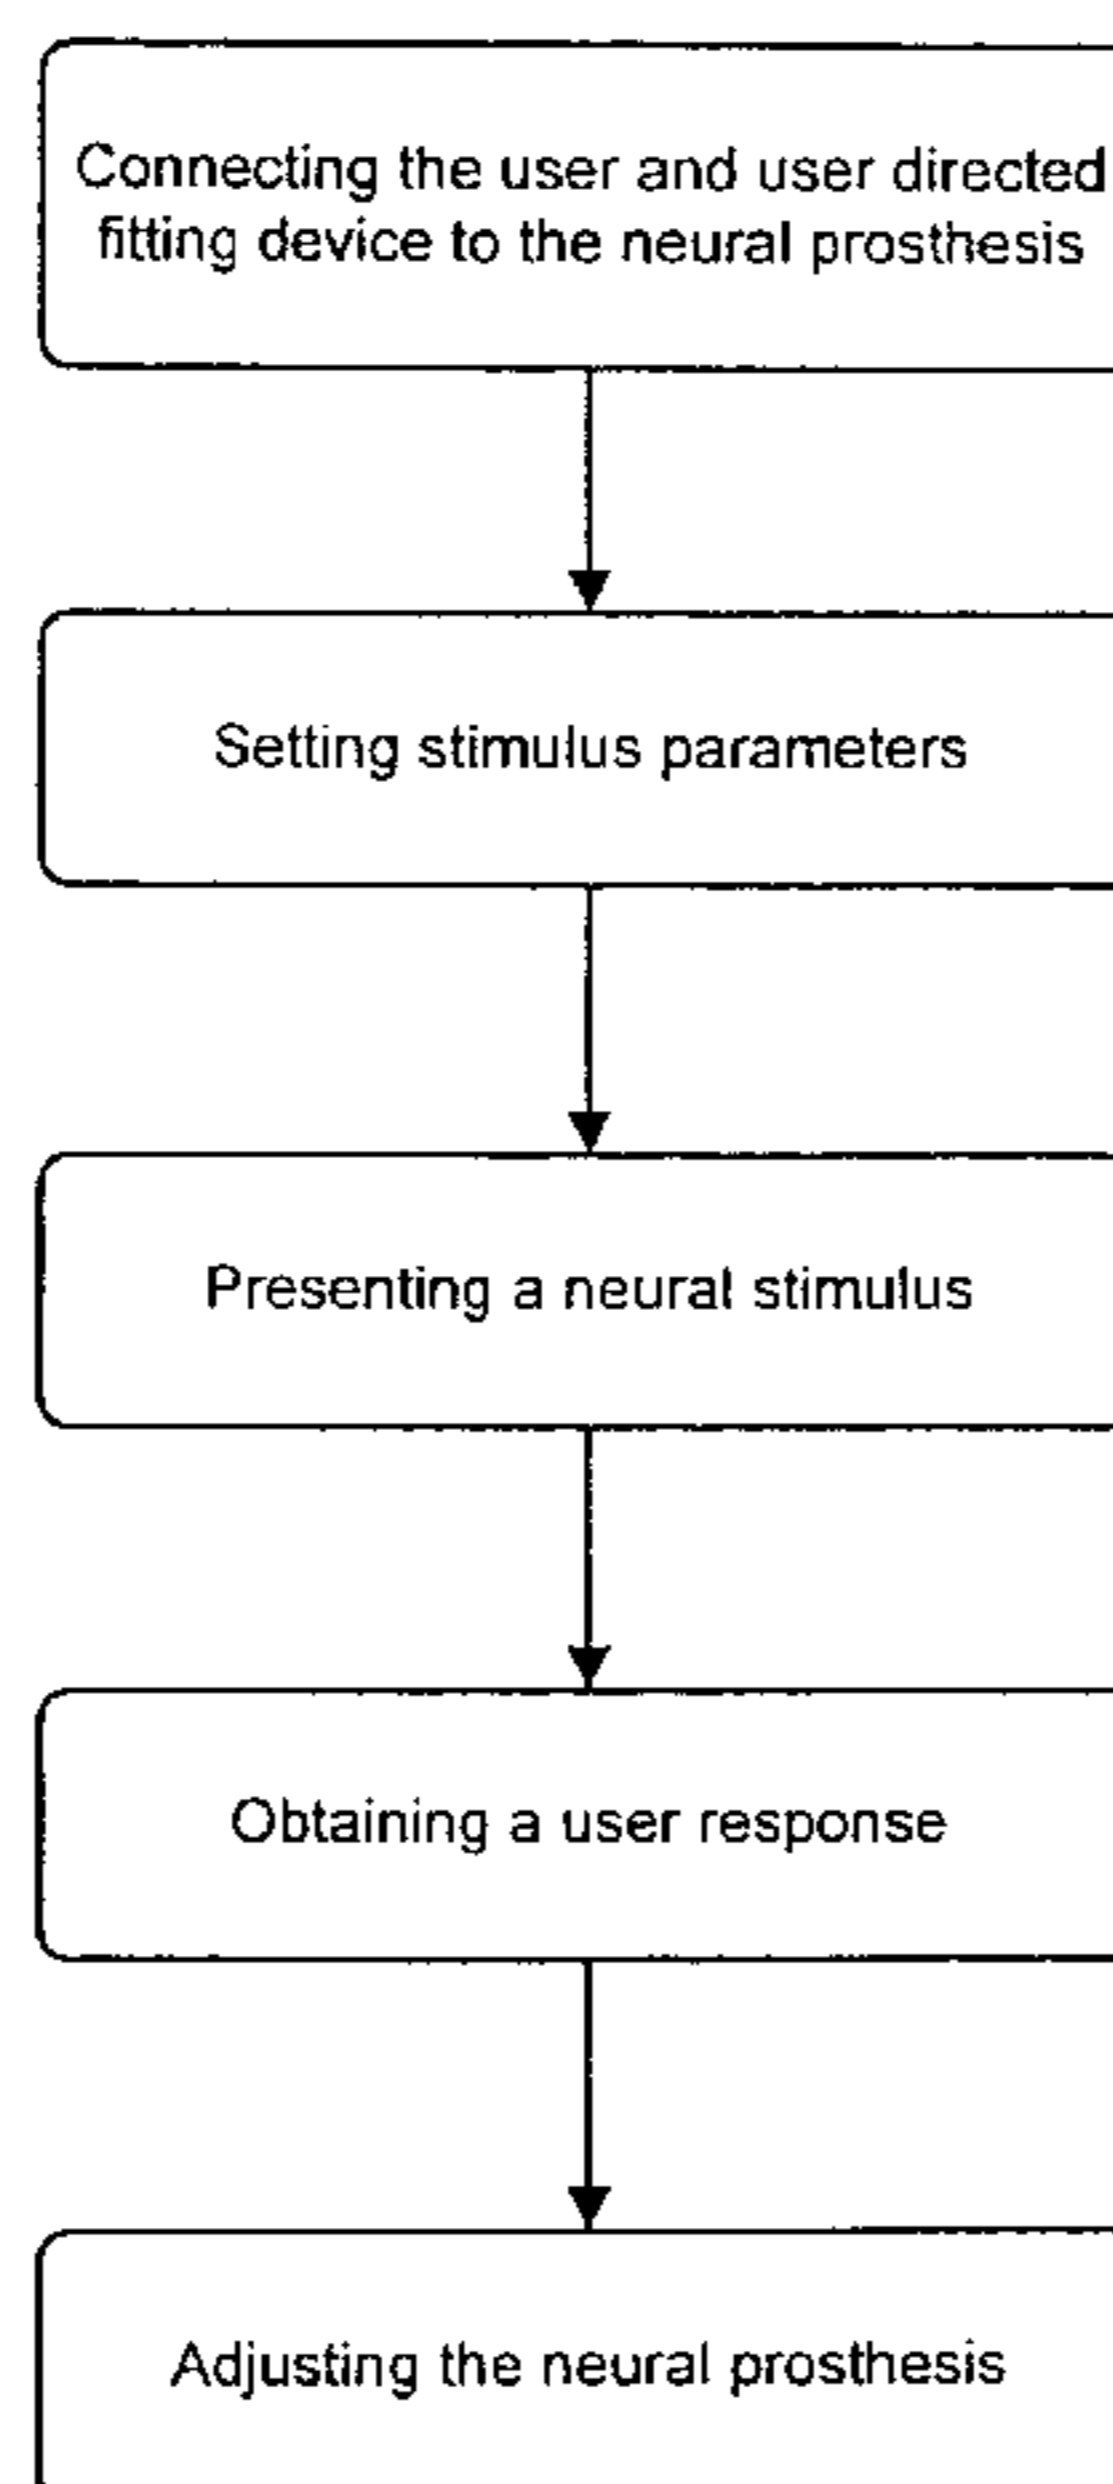 Connecting the user and user directed
fitting device to the neural prosthesis
Setting stimulus parameters
Presenting a neural stimulus
Obtaining a user response
Adjusting the neural prosthesis